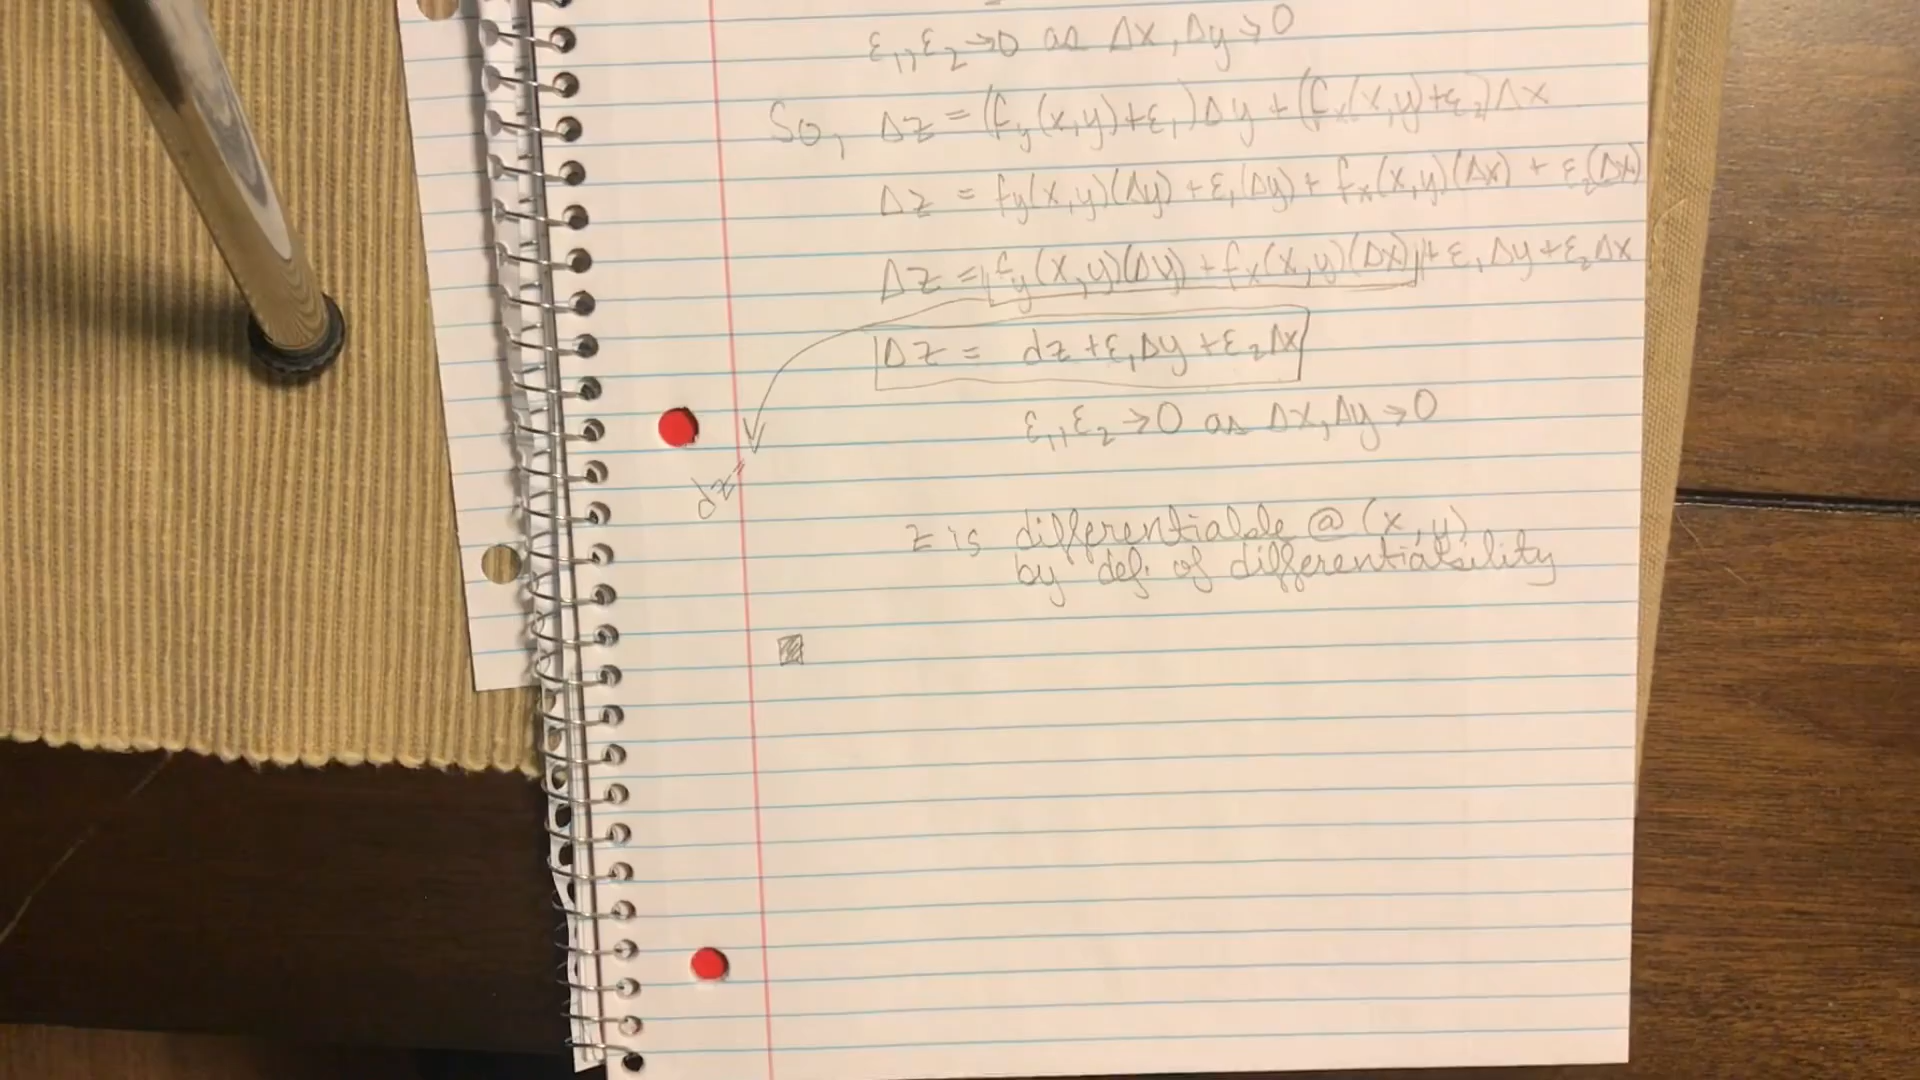 ε₁,ε₂→0 as Δx,Δy→0
So, Δz = (f_y(x,y)+ε₁)Δy + (f_x(x,y)+ε₂)Δx
Δz = f_y(x,y)(Δy) + ε₁(Δy) + f_x(x,y)(Δx) + ε₂(Δx)
Δz = f_y(x,y)(Δy) + f_x(x,y)(Δx) + ε₁Δy + ε₂Δx
Δz = dz + ε₁Δy + ε₂Δx
ε₁,ε₂→0 as Δx,Δy→0
dz
z is differentiable @ (x,y)
by def. of differentiability